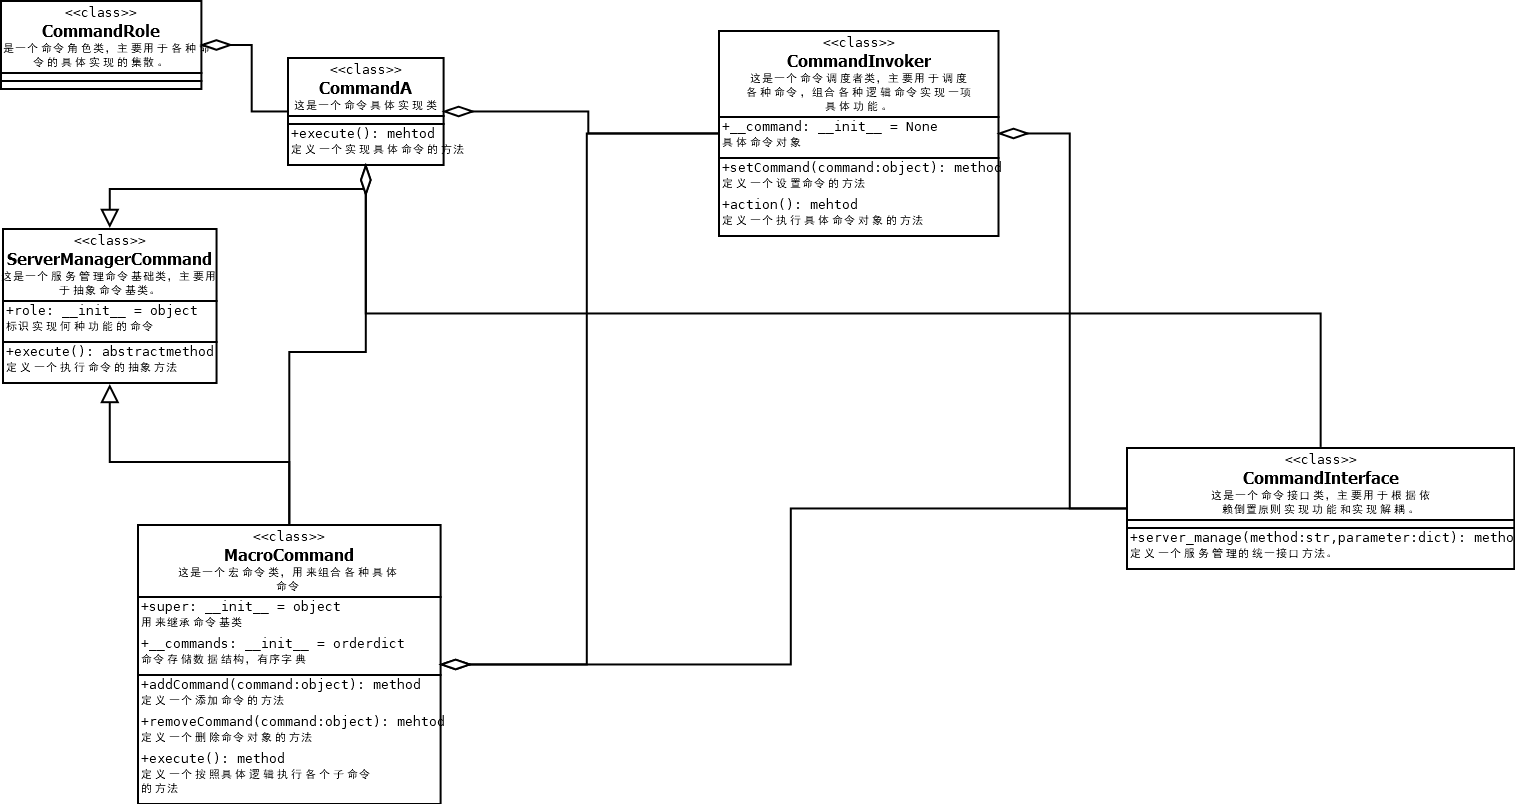 <<class>>
CommandRole
是一个命令角色类，主要用于各种命
令的具体实现的集散。
<<class>>
CommandA
这是一个命令具体实现类
+execute(): mehtod
定义一个实现具体命令的方法
<<class>>
CommandInvoker
这是一个命令调度者类，主要用于调度
各种命令，组合各种逻辑命令实现一项
具体功能。
+__command: __init__ = None
具体命令对象
+setCommand(command:object): method
定义一个设置命令的方法
+action(): mehtod
定义一个执行具体命令对象的方法
<<class>>
ServerManagerCommand
这是一个服务管理命令基础类，主要用
于抽象命令基类。
+role: __init__ = object
标识实现何种功能的命令
+execute(): abstractmethod
定义一个执行命令的抽象方法
<<class>>
CommandInterface
这是一个命令接口类，主要用于根据依
赖倒置原则实现功能和实现解耦。
+server_manage(method:str,parameter:dict): metho
定义一个服务管理的统一接口方法。
<<class>>
MacroCommand
这是一个宏命令类，用来组合各种具体
命令
+super: __init__ = object
用来继承命令基类
+__commands: __init__ = orderdict
命令存储数据结构，有序字典
+addCommand(command:object): method
定义一个添加命令的方法
+removeCommand(command:object): mehtod
定义一个删除命令对象的方法
+execute(): method
定义一个按照具体逻辑执行各个子命令
的方法